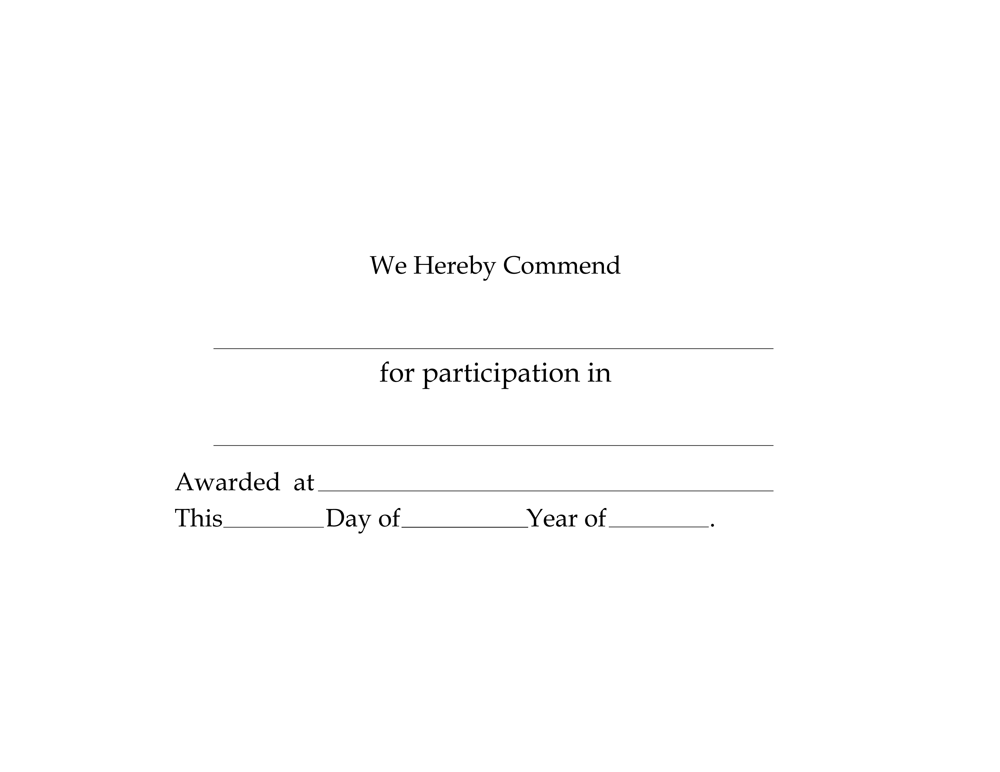 We Hereby Commend
for participation in
Awarded at
This Day of Year of .